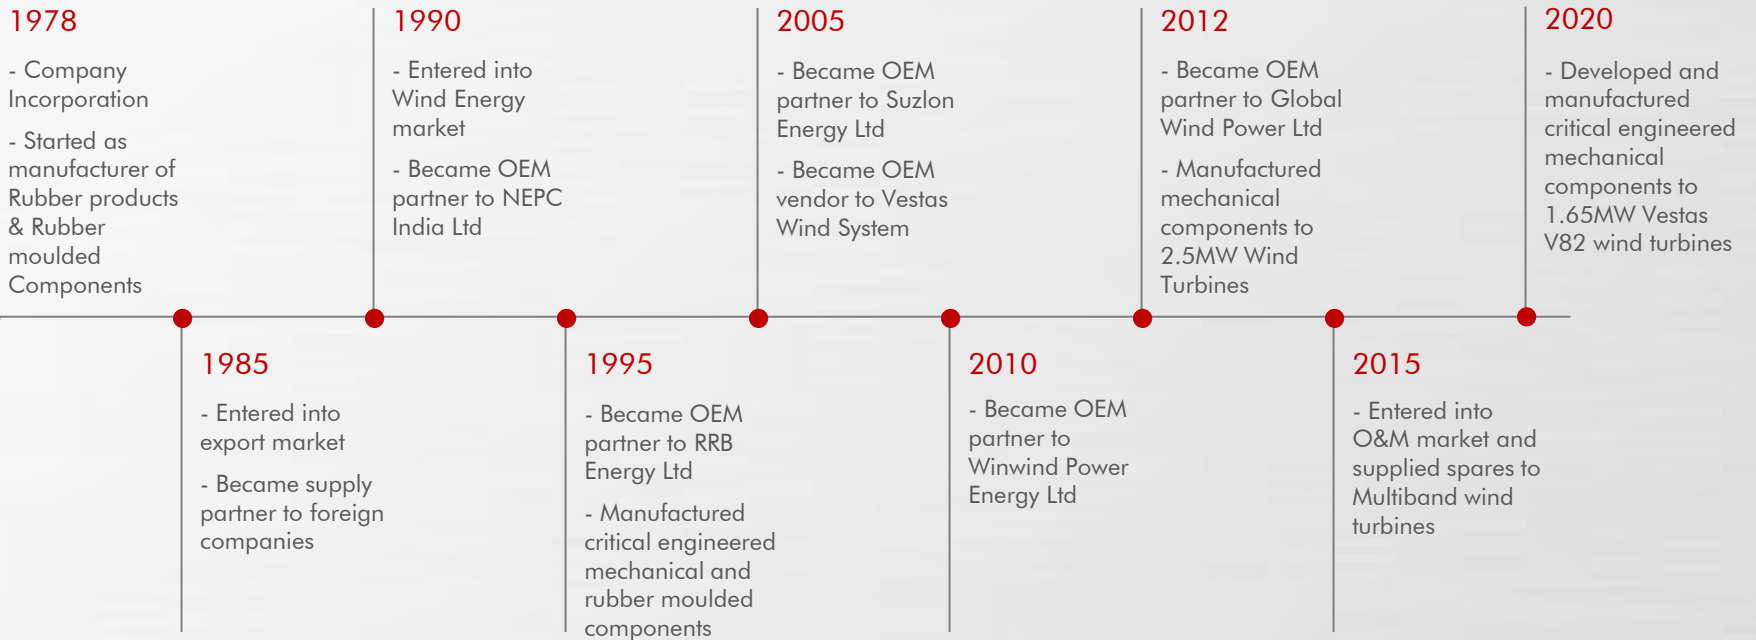 1978
- Company
Incorporation
- Started as
manufacturer of
Rubber products
& Rubber
moulded
Components
1985
- Entered into
export market
- Became supply
partner to foreign
companies
1990
- Entered into
Wind Energy
market
- Became OEM
partner to NEPC
India Ltd
1995
- Became OEM
partner to RRB
Energy Ltd
- Manufactured
critical engineered
mechanical and
rubber moulded
components
2005
- Became OEM
partner to Suzlon
Energy Ltd
- Became OEM
vendor to Vestas
Wind System
2010
- Became OEM
partner to
Winwind Power
Energy Ltd
2012
- Became OEM
partner to Global
Wind Power Ltd
- Manufactured
mechanical
components to
2.5MW Wind
Turbines
2015
- Entered into
O&M market and
supplied spares to
Multiband wind
turbines
2020
- Developed and
manufactured
critical engineered
mechanical
components to
1.65MW Vestas
V82 wind turbines